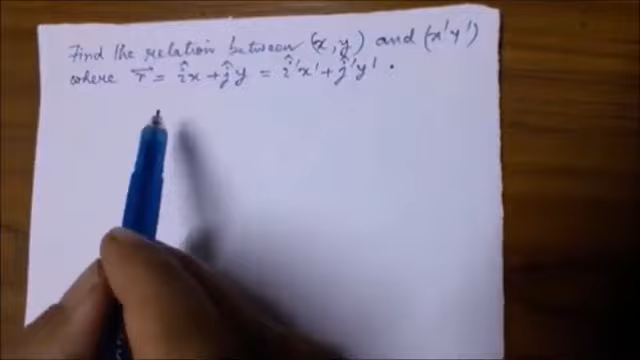 Find the relation between (x, y) and (x'y')
where r⃗ = îx + ĵy = î'x' + ĵ'y' .